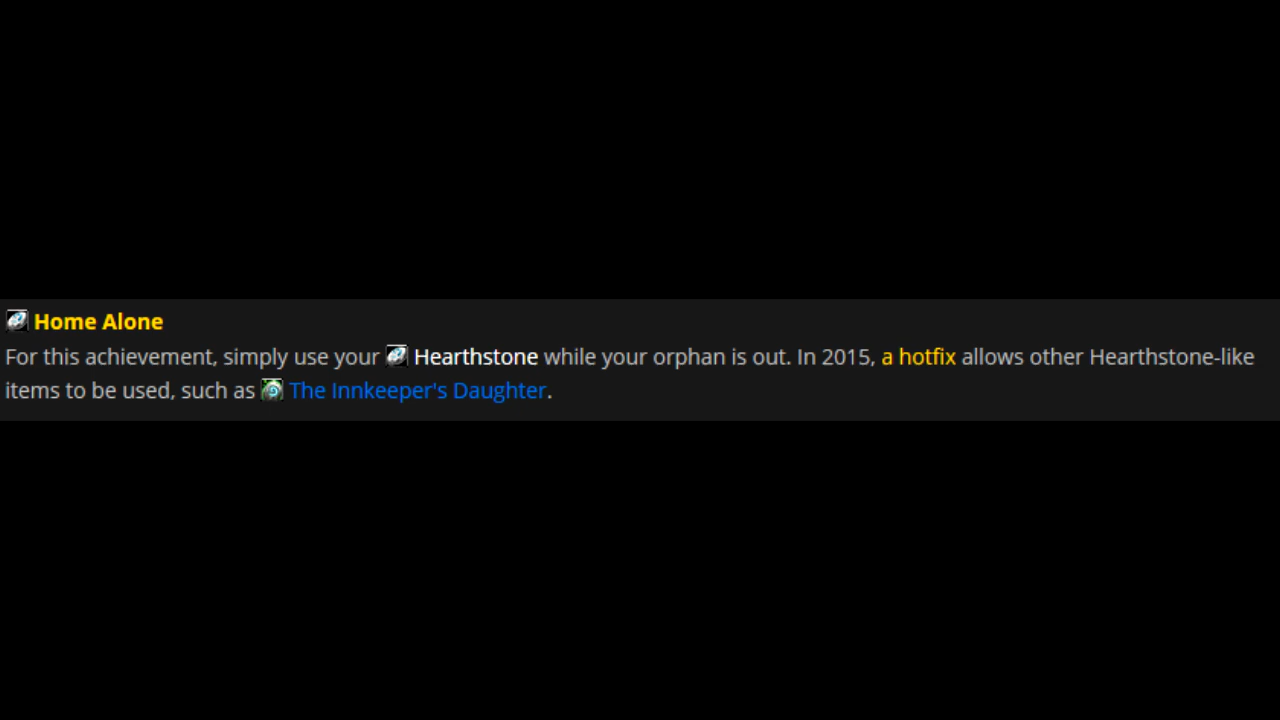 Home Alone
For this achievement, simply use your Hearthstone while your orphan is out. In 2015, a hotfix allows other Hearthstone-like
items to be used, such as The Innkeeper's Daughter.